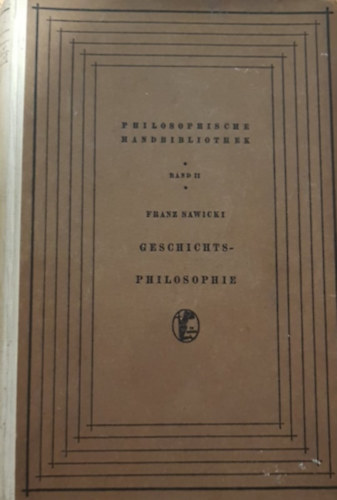 PHILOSOPHISCHE
HANDBIBLIOTHEK
BAND II
FRANZ SAWICKI
GESCHICHTS-
PHILOSOPHIE